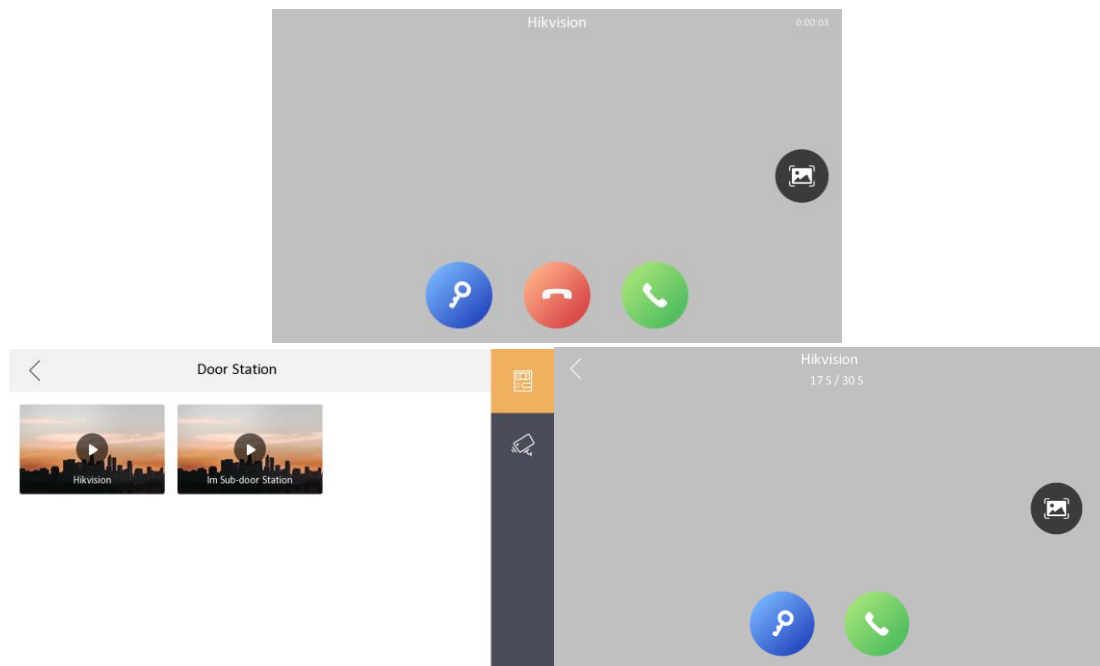 Hikvision
0:00:03
Door Station
Hikvision
Im Sub-door Station
Hikvision
17 S / 30 S